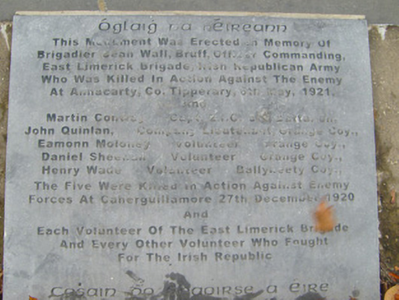 Óglaiġ na hÉireann
This Monument Was Erected In Memory Of
Brigadier Sean Wall, Bruff, Officer Commanding,
East Limerick Brigade, Irish Republican Army
Who Was Killed In Action Against The Enemy
At Annacarty, Co. Tipperary, 6th. May, 1921.
And
Martin Conway Capt. Battalion,
John Quinlan, Company Lieutenant, Grange Coy.,
Eamonn Moloney Volunteer Grange Coy.,
Daniel Sheehan Volunteer Grange Coy.,
Henry Wade Volunteer Ballyneety Coy.,
The Five Were Killed In Action Against Enemy
Forces At Caherguillamore 27th December 1920
And
Each Volunteer Of The East Limerick Brigade
And Every Other Volunteer Who Fought
For The Irish Republic
a Éire